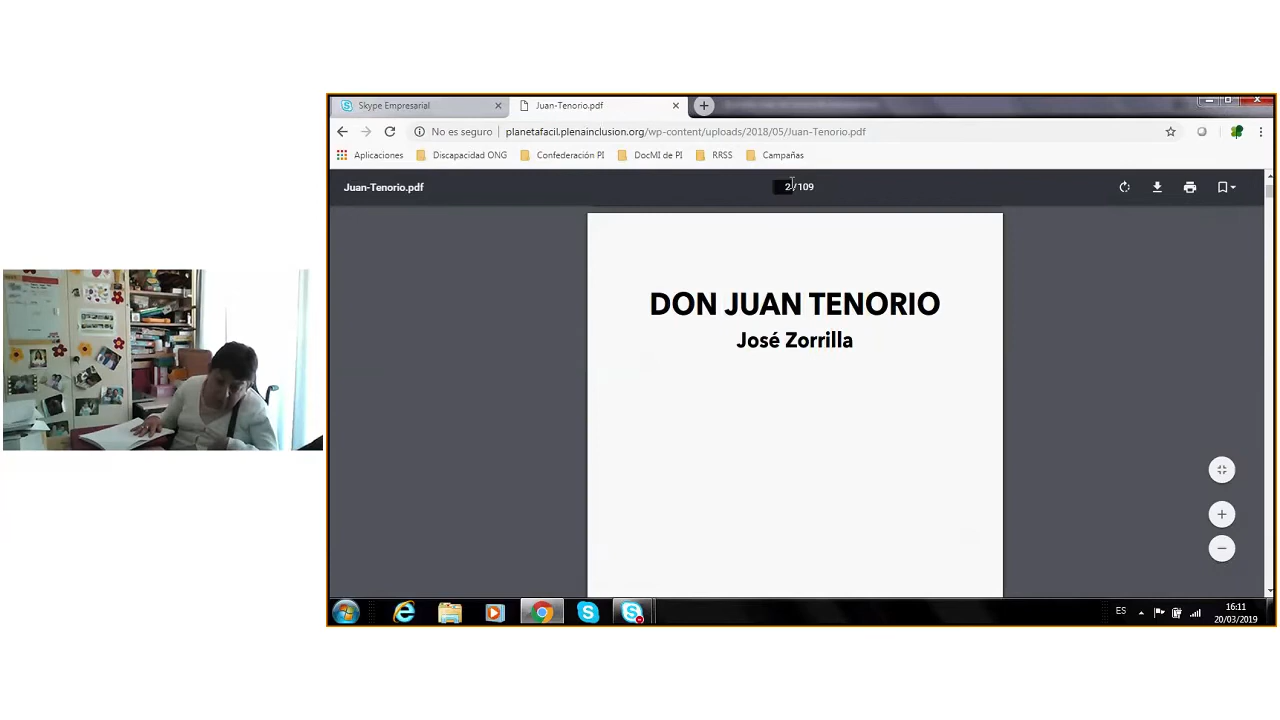 Skype Empresarial
Juan-Tenorio.pdf
No es seguro
planetafacil.plenainclusion.org/wp-content/uploads/2018/05/Juan-Tenorio.pdf
Aplicaciones
Discapacidad ONG
Confederación PI
DocMI de PI
RRSS
Campañas
Juan-Tenorio.pdf
2/109
DON JUAN TENORIO
José Zorrilla
ES
16:11
20/03/2019